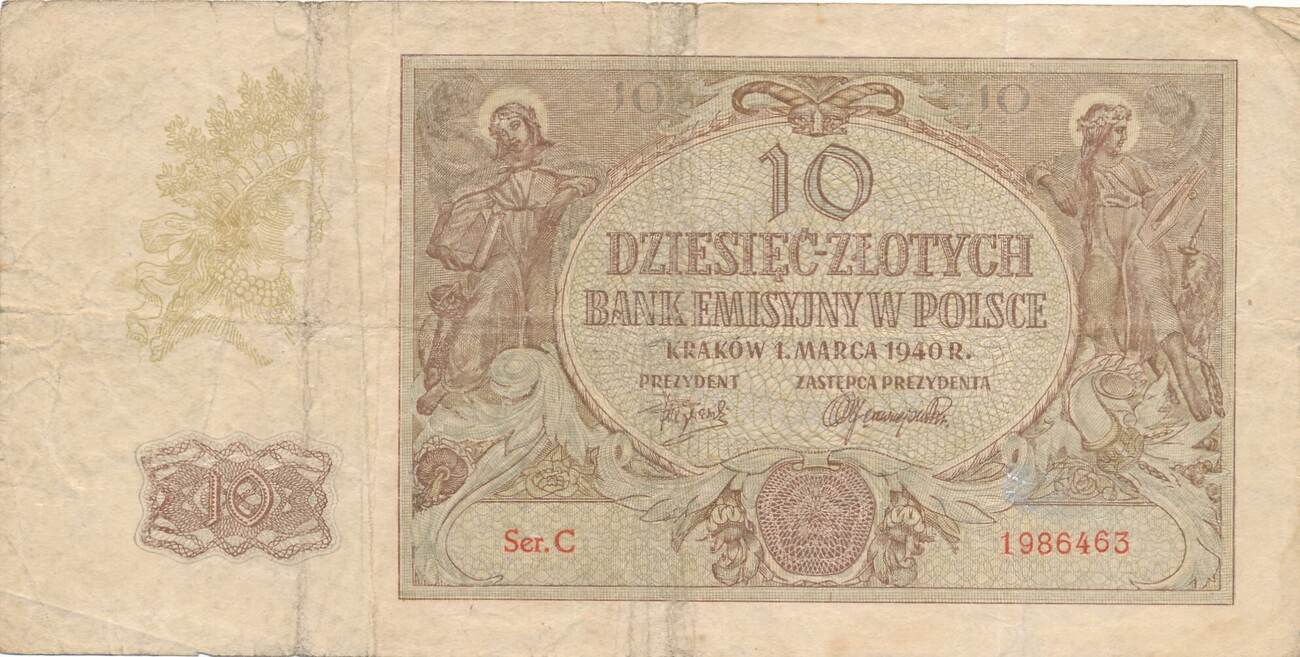 10 10
10
DZIESIĘĆ-ZŁOTYCH
BANK EMISYJNY W POLSCE
KRAKÓW 1. MARCA 1940 R.
PREZYDENT ZASTĘPCA PREZYDENTA
10
Ser. C 1986463